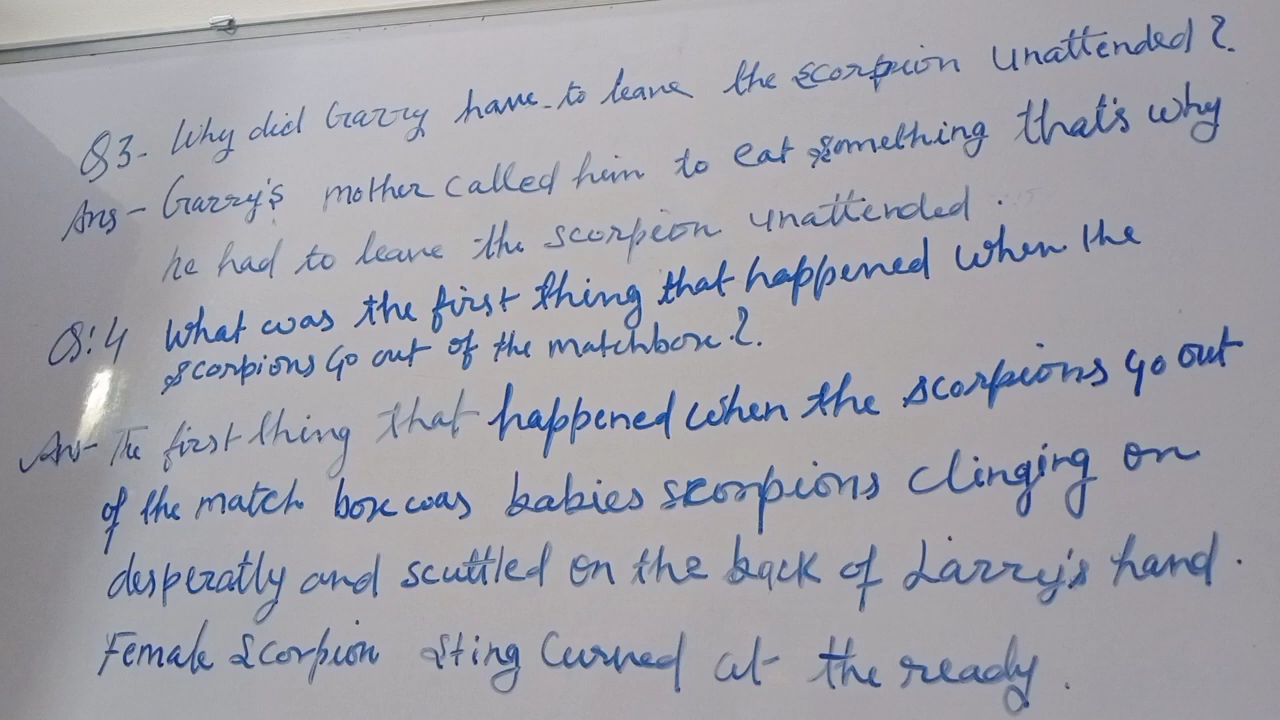 Q3- Why did Garry have to leave the scorpion unattended?
Ans- Garry's mother called him to eat something that's why
he had to leave the scorpion unattended.
Q:4 What was the first thing that happened when the
scorpions go out of the matchbox?.
Ans- The first thing that happened when the scorpions go out
of the match box was babies scorpions clinging on
desperatly and scuttled on the back of Larry's hand.
Female Scorpion sting curned at the ready.